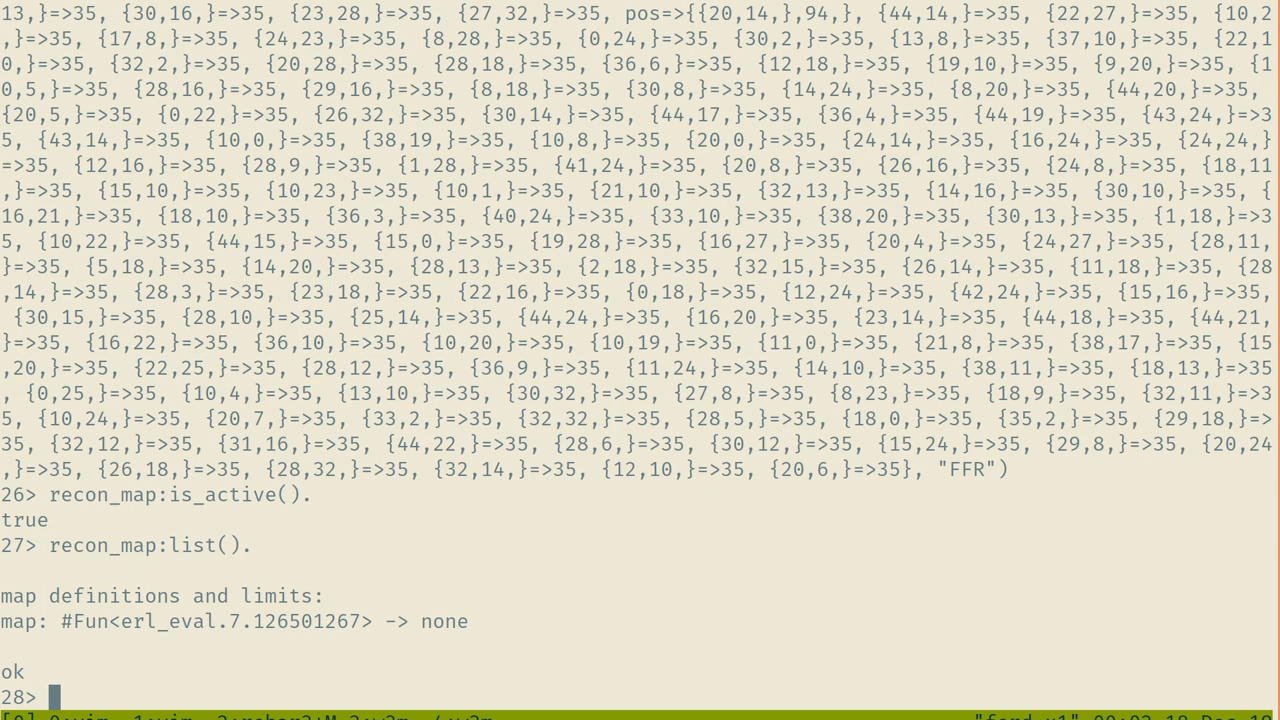 13,}=>35, {30,16,}=>35, {23,28,}=>35, {27,32,}=>35, pos=>{{20,14,},94,}, {44,14,}=>35, {22,27,}=>35, {10,2
,}=>35, {17,8,}=>35, {24,23,}=>35, {8,28,}=>35, {0,24,}=>35, {30,2,}=>35, {13,8,}=>35, {37,10,}=>35, {22,1
0,}=>35, {32,2,}=>35, {20,28,}=>35, {28,18,}=>35, {36,6,}=>35, {12,18,}=>35, {19,10,}=>35, {9,20,}=>35, {1
0,5,}=>35, {28,16,}=>35, {29,16,}=>35, {8,18,}=>35, {30,8,}=>35, {14,24,}=>35, {8,20,}=>35, {44,20,}=>35,
{20,5,}=>35, {0,22,}=>35, {26,32,}=>35, {30,14,}=>35, {44,17,}=>35, {36,4,}=>35, {44,19,}=>35, {43,24,}=>3
5, {43,14,}=>35, {10,0,}=>35, {38,19,}=>35, {10,8,}=>35, {20,0,}=>35, {24,14,}=>35, {16,24,}=>35, {24,24,}
=>35, {12,16,}=>35, {28,9,}=>35, {1,28,}=>35, {41,24,}=>35, {20,8,}=>35, {26,16,}=>35, {24,8,}=>35, {18,11
,}=>35, {15,10,}=>35, {10,23,}=>35, {10,1,}=>35, {21,10,}=>35, {32,13,}=>35, {14,16,}=>35, {30,10,}=>35, {
16,21,}=>35, {18,10,}=>35, {36,3,}=>35, {40,24,}=>35, {33,10,}=>35, {38,20,}=>35, {30,13,}=>35, {1,18,}=>3
5, {10,22,}=>35, {44,15,}=>35, {15,0,}=>35, {19,28,}=>35, {16,27,}=>35, {20,4,}=>35, {24,27,}=>35, {28,11,
}=>35, {5,18,}=>35, {14,20,}=>35, {28,13,}=>35, {2,18,}=>35, {32,15,}=>35, {26,14,}=>35, {11,18,}=>35, {28
,14,}=>35, {28,3,}=>35, {23,18,}=>35, {22,16,}=>35, {0,18,}=>35, {12,24,}=>35, {42,24,}=>35, {15,16,}=>35,
{30,15,}=>35, {28,10,}=>35, {25,14,}=>35, {44,24,}=>35, {16,20,}=>35, {23,14,}=>35, {44,18,}=>35, {44,21,
}=>35, {16,22,}=>35, {36,10,}=>35, {10,20,}=>35, {10,19,}=>35, {11,0,}=>35, {21,8,}=>35, {38,17,}=>35, {15
,20,}=>35, {22,25,}=>35, {28,12,}=>35, {36,9,}=>35, {11,24,}=>35, {14,10,}=>35, {38,11,}=>35, {18,13,}=>35
, {0,25,}=>35, {10,4,}=>35, {13,10,}=>35, {30,32,}=>35, {27,8,}=>35, {8,23,}=>35, {18,9,}=>35, {32,11,}=>3
5, {10,24,}=>35, {20,7,}=>35, {33,2,}=>35, {32,32,}=>35, {28,5,}=>35, {18,0,}=>35, {35,2,}=>35, {29,18,}=>
35, {32,12,}=>35, {31,16,}=>35, {44,22,}=>35, {28,6,}=>35, {30,12,}=>35, {15,24,}=>35, {29,8,}=>35, {20,24
,}=>35, {26,18,}=>35, {28,32,}=>35, {32,14,}=>35, {12,10,}=>35, {20,6,}=>35}, "FFR")
26> recon_map:is_active().
true
27> recon_map:list().
map definitions and limits:
map: #Fun<erl_eval.7.126501267> -> none
ok
28>